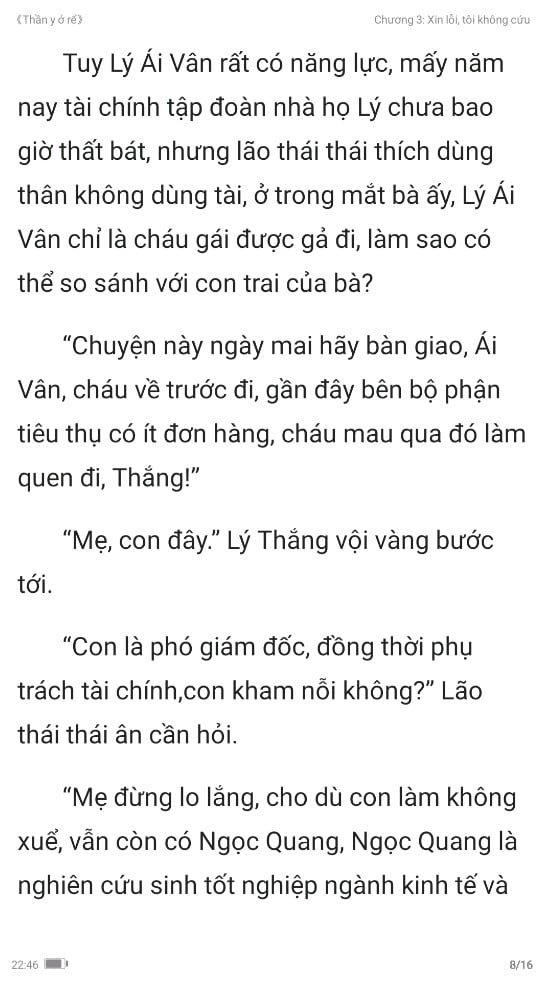 《Thần y ở rể》
Chương 3: Xin lỗi, tôi không cứu
Tuy Lý Ái Vân rất có năng lực, mấy năm
nay tài chính tập đoàn nhà họ Lý chưa bao
giờ thất bát, nhưng lão thái thái thích dùng
thân không dùng tài, ở trong mắt bà ấy, Lý Ái
Vân chỉ là cháu gái được gả đi, làm sao có
thể so sánh với con trai của bà?
“Chuyện này ngày mai hãy bàn giao, Ái
Vân, cháu về trước đi, gần đây bên bộ phận
tiêu thụ có ít đơn hàng, cháu mau qua đó làm
quen đi, Thắng!”
“Mẹ, con đây.” Lý Thắng vội vàng bước
tới.
“Con là phó giám đốc, đồng thời phụ
trách tài chính,con kham nỗi không?” Lão
thái thái ân cần hỏi.
“Mẹ đừng lo lắng, cho dù con làm không
xuể, vẫn còn có Ngọc Quang, Ngọc Quang là
nghiên cứu sinh tốt nghiệp ngành kinh tế và
22:46
8/16